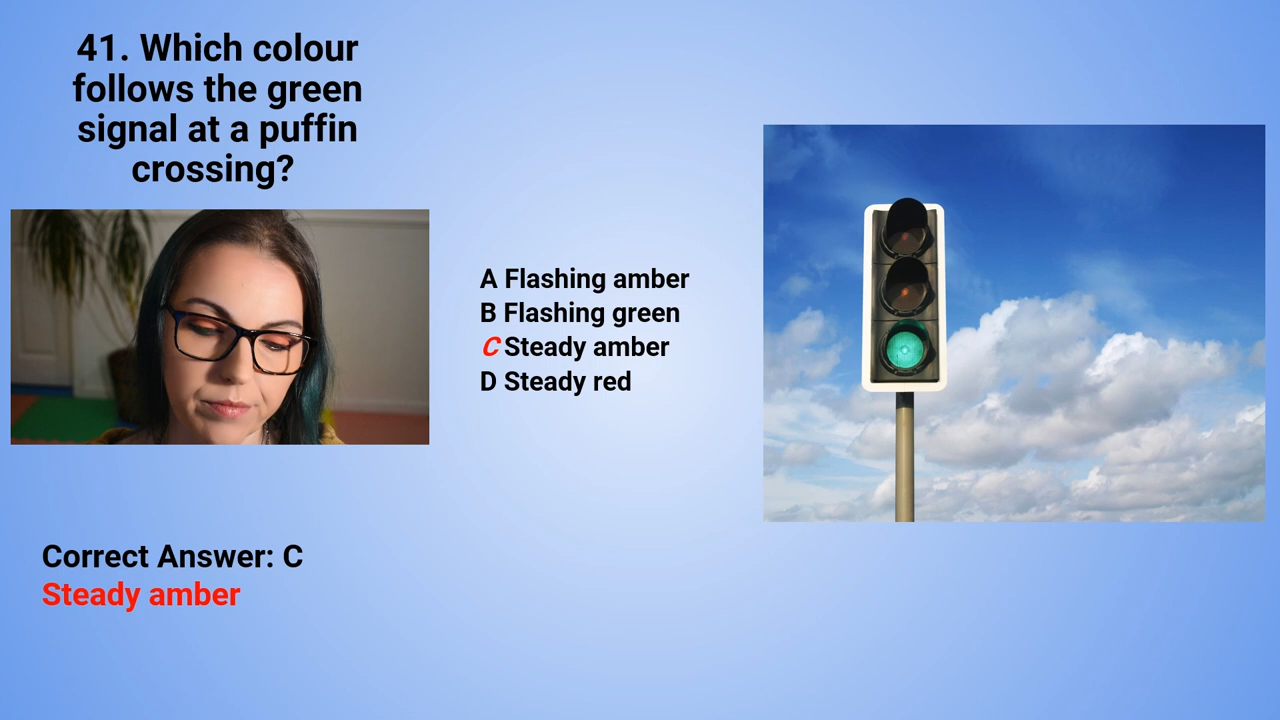 41. Which colour
follows the green
signal at a puffin
crossing?
A Flashing amber
B Flashing green
C Steady amber
D Steady red
Correct Answer: C
Steady amber